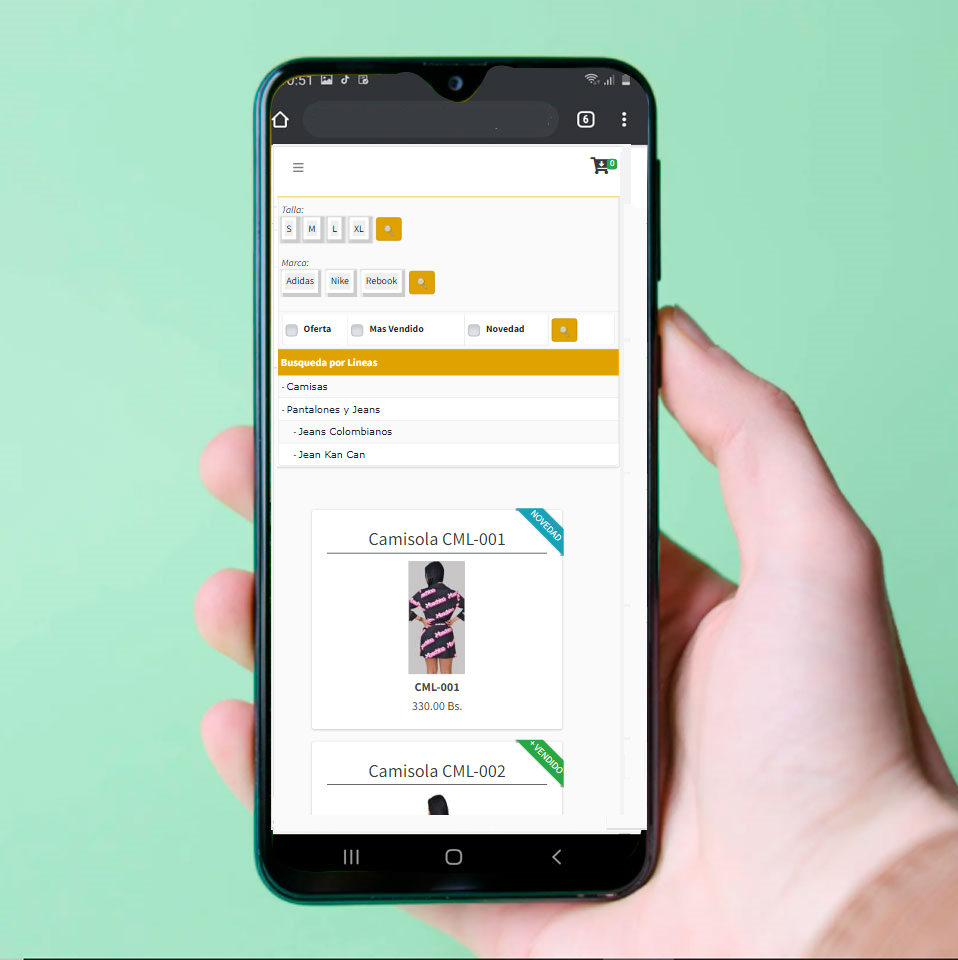 0:51
6
0
Talla:
S M L XL
Marca:
Adidas Nike Rebook
Oferta Mas Vendido Novedad
Busqueda por Lineas
- Camisas
- Pantalones y Jeans
- Jeans Colombianos
- Jean Kan Can
NOVEDAD
Camisola CML-001
CML-001
330.00 Bs.
+ VENDIDO
Camisola CML-002